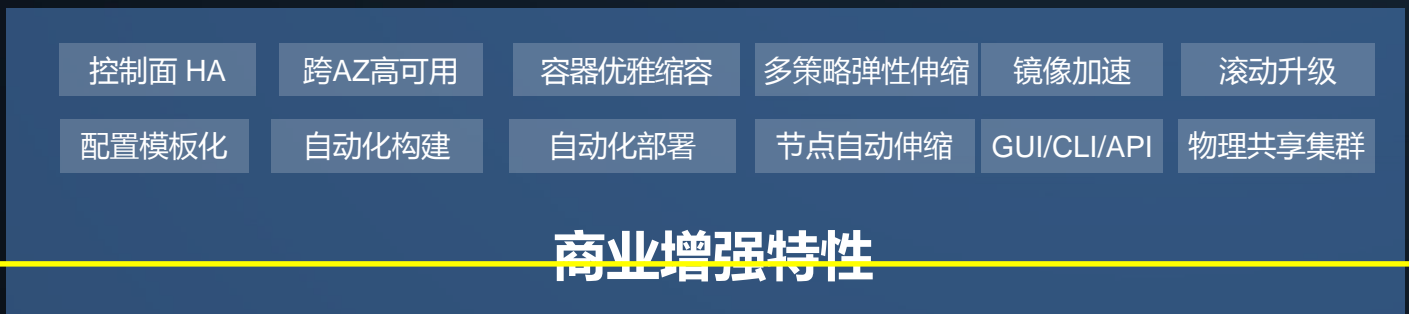 控制面 HA 跨AZ高可用 容器优雅缩容 多策略弹性伸缩 镜像加速 滚动升级
配置模板化 自动化构建 自动化部署 节点自动伸缩 GUI/CLI/API 物理共享集群
商业增强特性